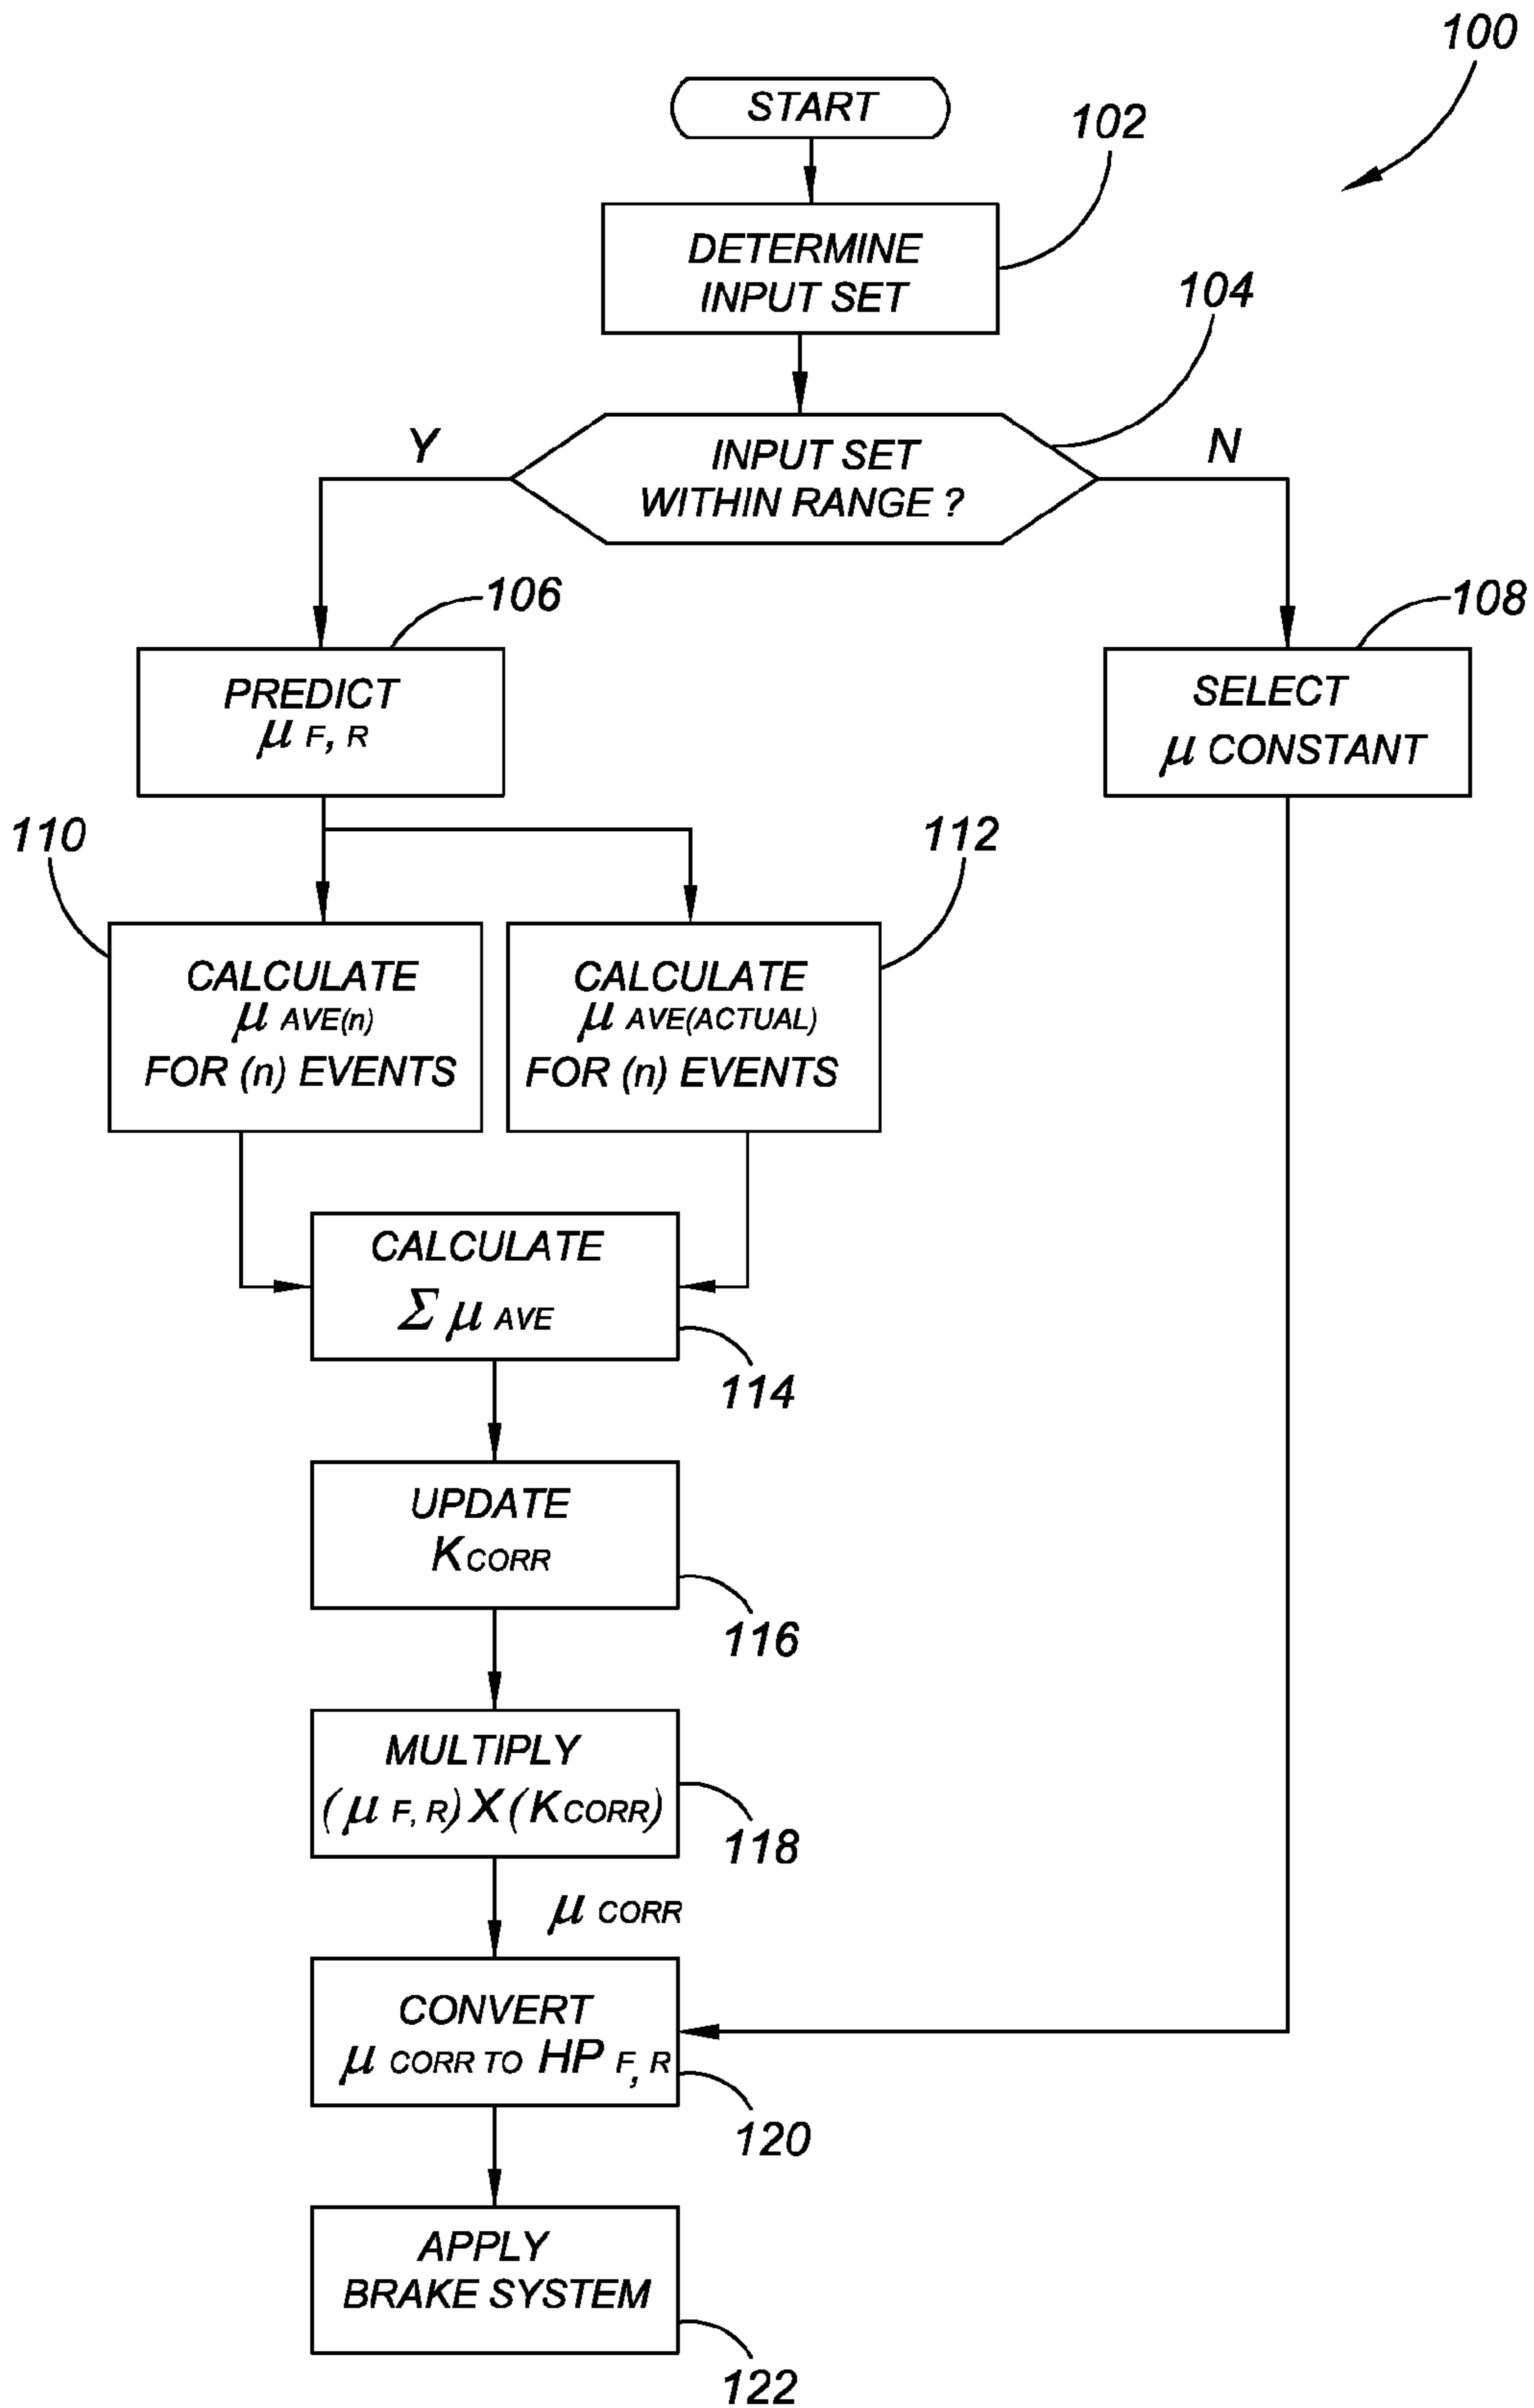 100
START
102
DETERMINE
INPUT SET
104
Y
N
INPUT SET
WITHIN RANGE ?
106
108
PREDICT
μ F, R
SELECT
μ CONSTANT
110
112
CALCULATE
μ AVE(n)
FOR (n) EVENTS
CALCULATE
μ AVE(ACTUAL)
FOR (n) EVENTS
CALCULATE
Σ μ AVE
114
UPDATE
KCORR
116
MULTIPLY
(μ F, R) X (KCORR)
118
μ CORR
CONVERT
μ CORR TO HP F, R
120
APPLY
BRAKE SYSTEM
122